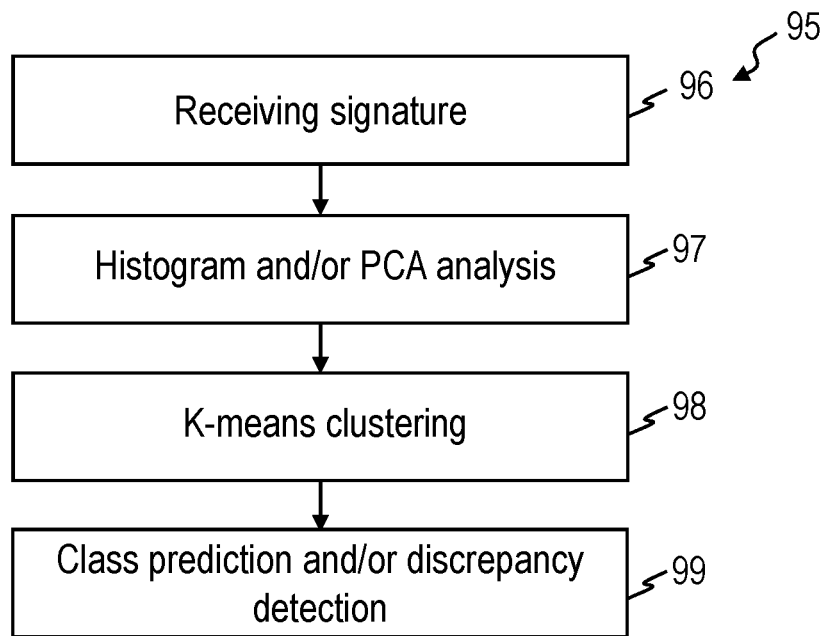 95
Receiving signature
96
Histogram and/or PCA analysis
97
K-means clustering
98
Class prediction and/or discrepancy
detection
99